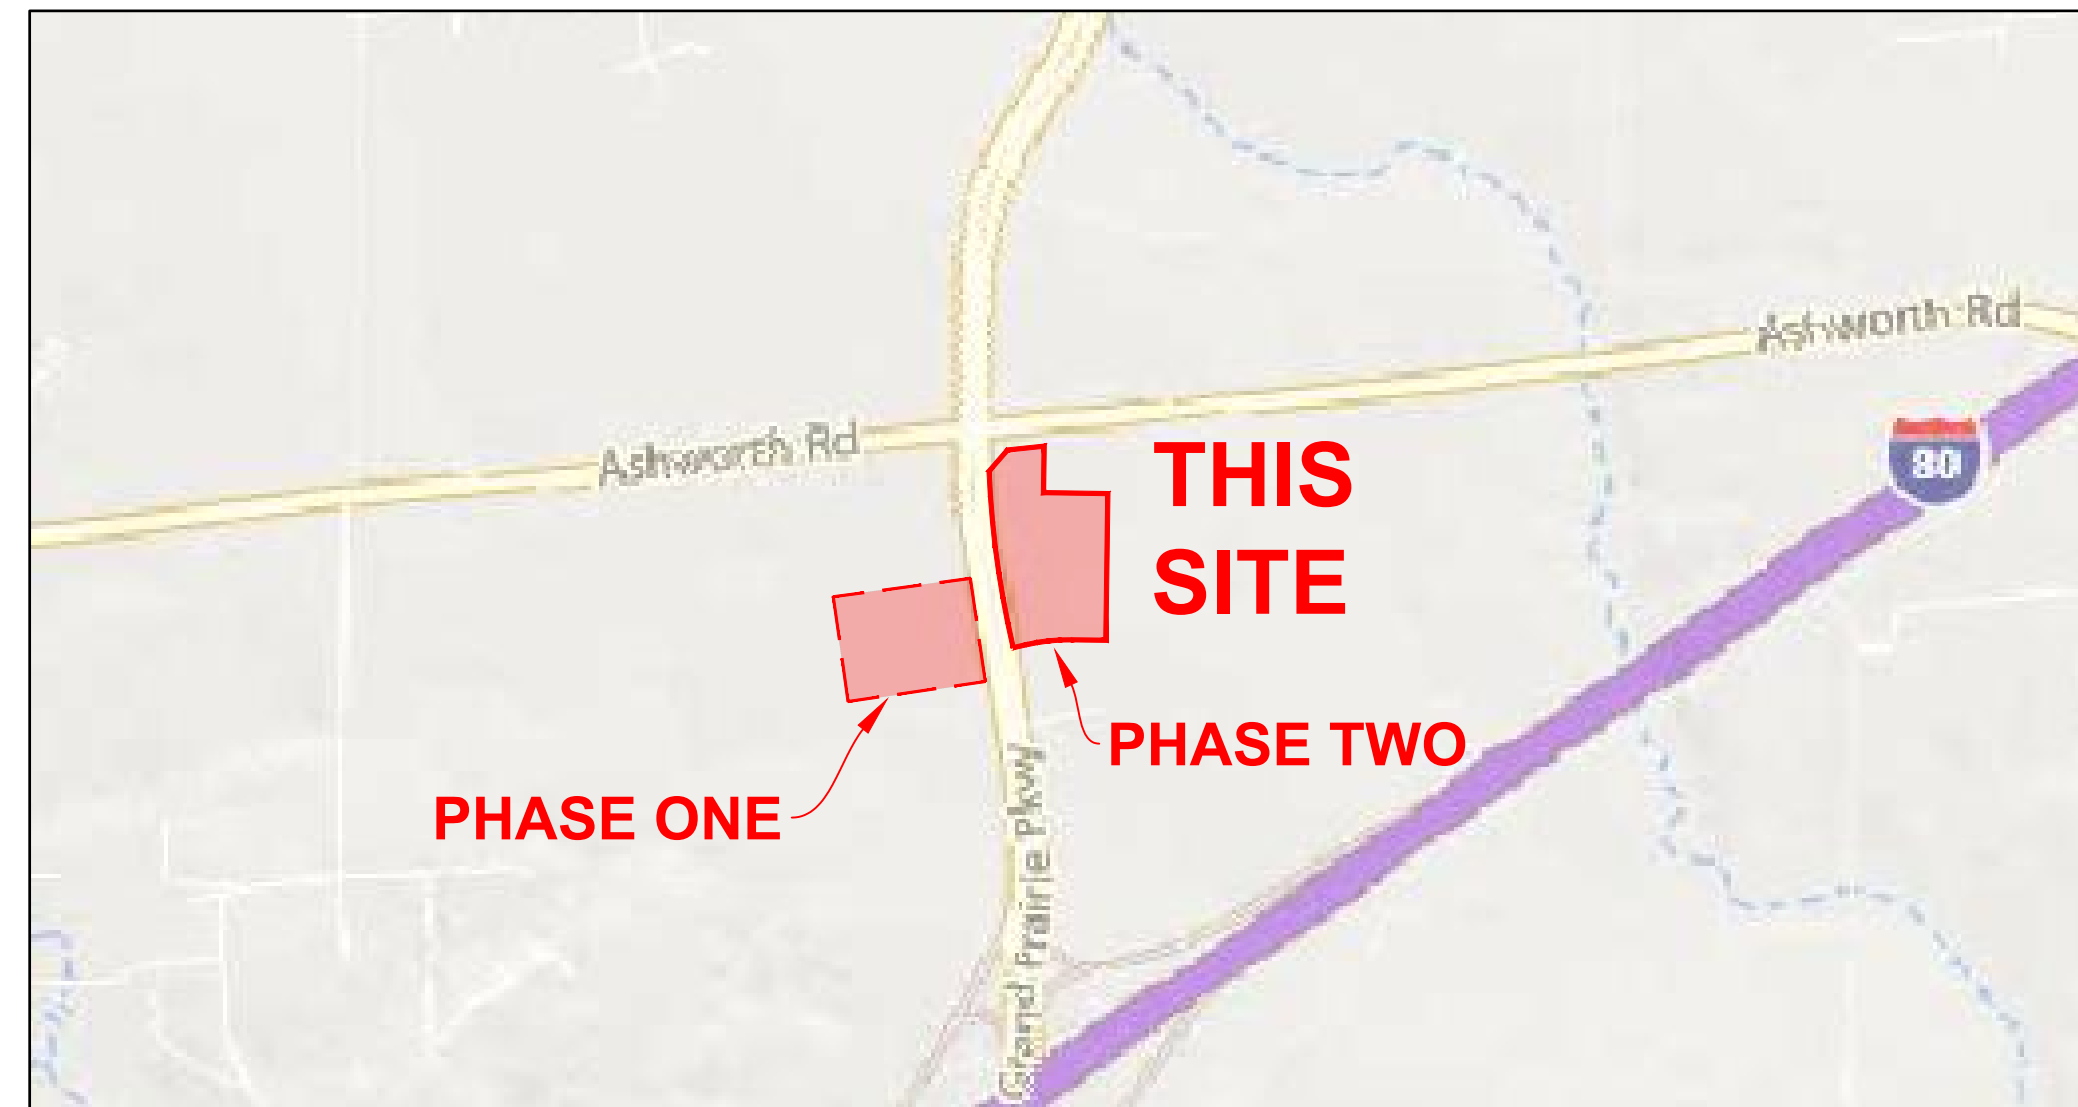 Ashworth Rd
80
Ashworth Rd
THIS
SITE
PHASE TWO
PHASE ONE
Grand Prairie Pkwy